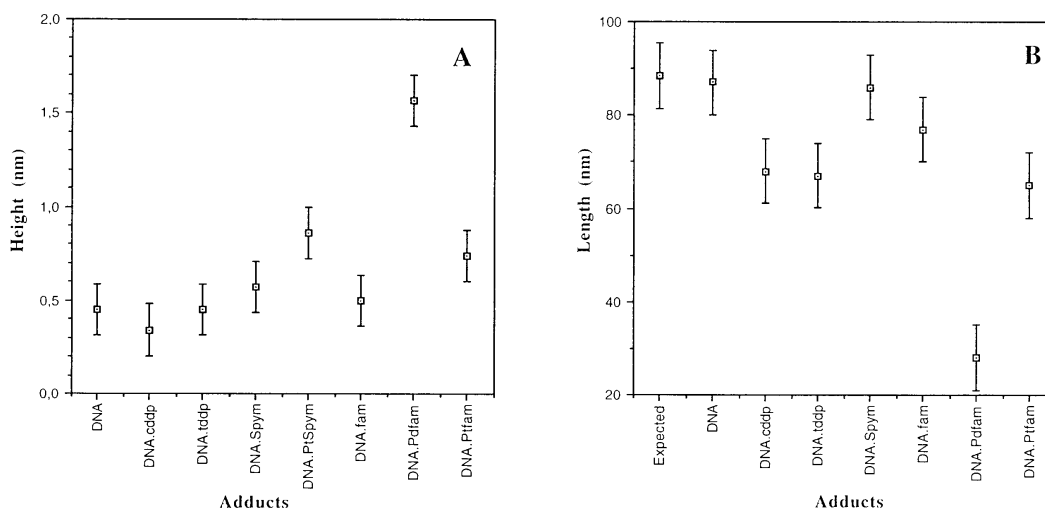 A
Height (nm)
2,0
1,5
1,0
0,5
0,0
DNA
DNA.cddp
DNA.tddp
DNA.Spym
DNA.PtSpym
DNA.fam
DNA.Pdfam
DNA.Ptfam
Adducts
B
Length (nm)
100
80
60
40
20
Expected
DNA
DNA.cddp
DNA.tddp
DNA.Spym
DNA.fam
DNA.Pdfam
DNA.Ptfam
Adducts